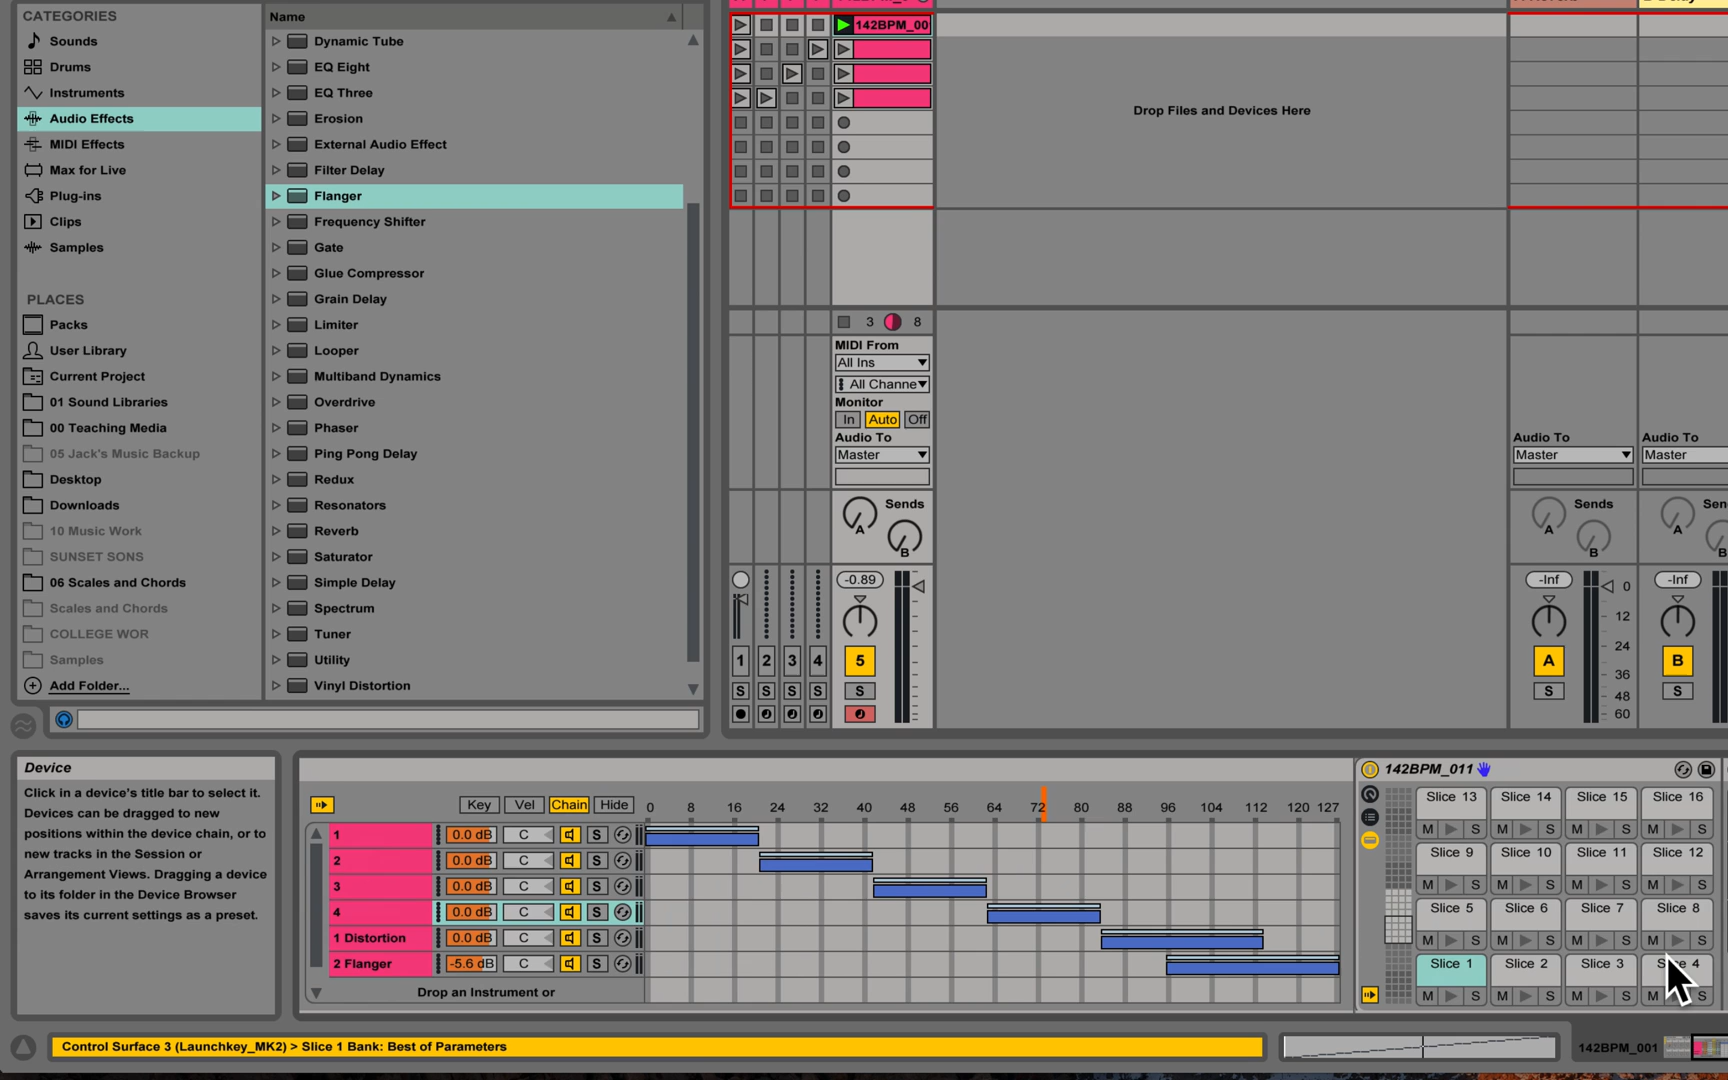 CATEGORIES
Sounds
Drums
Instruments
Audio Effects
MIDI Effects
Max for Live
Plug-ins
Clips
Samples
PLACES
Packs
User Library
Current Project
01 Sound Libraries
00 Teaching Media
05 Jack's Music Backup
Desktop
Downloads
10 Music Work
SUNSET SONS
06 Scales and Chords
Scales and Chords
COLLEGE WOR
Samples
Add Folder...
Name
Dynamic Tube
EQ Eight
EQ Three
Erosion
External Audio Effect
Filter Delay
Flanger
Frequency Shifter
Gate
Glue Compressor
Grain Delay
Limiter
Looper
Multiband Dynamics
Overdrive
Phaser
Ping Pong Delay
Redux
Resonators
Reverb
Saturator
Simple Delay
Spectrum
Tuner
Utility
Vinyl Distortion
142BPM_00
Drop Files and Devices Here
3 8
MIDI From
All Ins
All Channe
Monitor
In Auto Off
Audio To
Master
Sends
A
B
-0.89
1 2 3 4 5
S S S S S
Audio To
Master
Sends
A
B
-Inf
0
12
24
36
48
60
A
S
Audio To
Master
Sen
A
B
-Inf
B
S
Device
Click in a device's title bar to select it.
Devices can be dragged to new
positions within the device chain, or to
new tracks in the Session or
Arrangement Views. Dragging a device
to its folder in the Device Browser
saves its current settings as a preset.
Key Vel Chain Hide 0 8 16 24 32 40 48 56 64 72 80 88 96 104 112 120 127
1 0.0 dB C S
2 0.0 dB C S
3 0.0 dB C S
4 0.0 dB C S
1 Distortion 0.0 dB C S
2 Flanger -5.6 dB C S
Drop an Instrument or
142BPM_011
Slice 13 Slice 14 Slice 15 Slice 16
M S M S M S M S
Slice 9 Slice 10 Slice 11 Slice 12
M S M S M S M S
Slice 5 Slice 6 Slice 7 Slice 8
M S M S M S M S
Slice 1 Slice 2 Slice 3 4
M S M S M S M S
Control Surface 3 (Launchkey_MK2) > Slice 1 Bank: Best of Parameters
142BPM_001